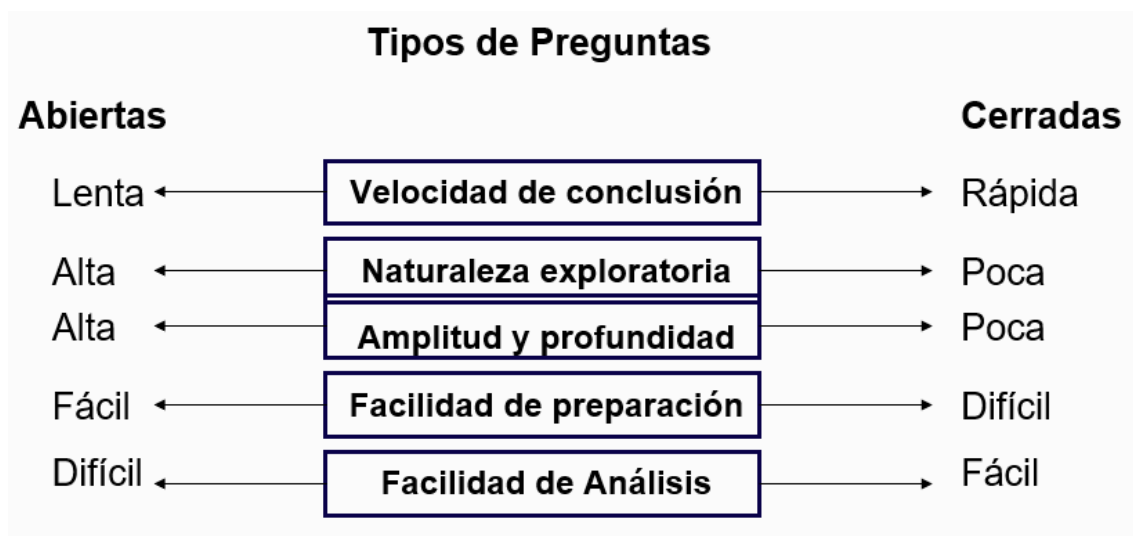 Tipos de Preguntas
Abiertas Cerradas
Lenta Velocidad de conclusión Rápida
Alta Naturaleza exploratoria Poca
Alta Amplitud y profundidad Poca
Fácil Facilidad de preparación Difícil
Difícil Facilidad de Análisis Fácil